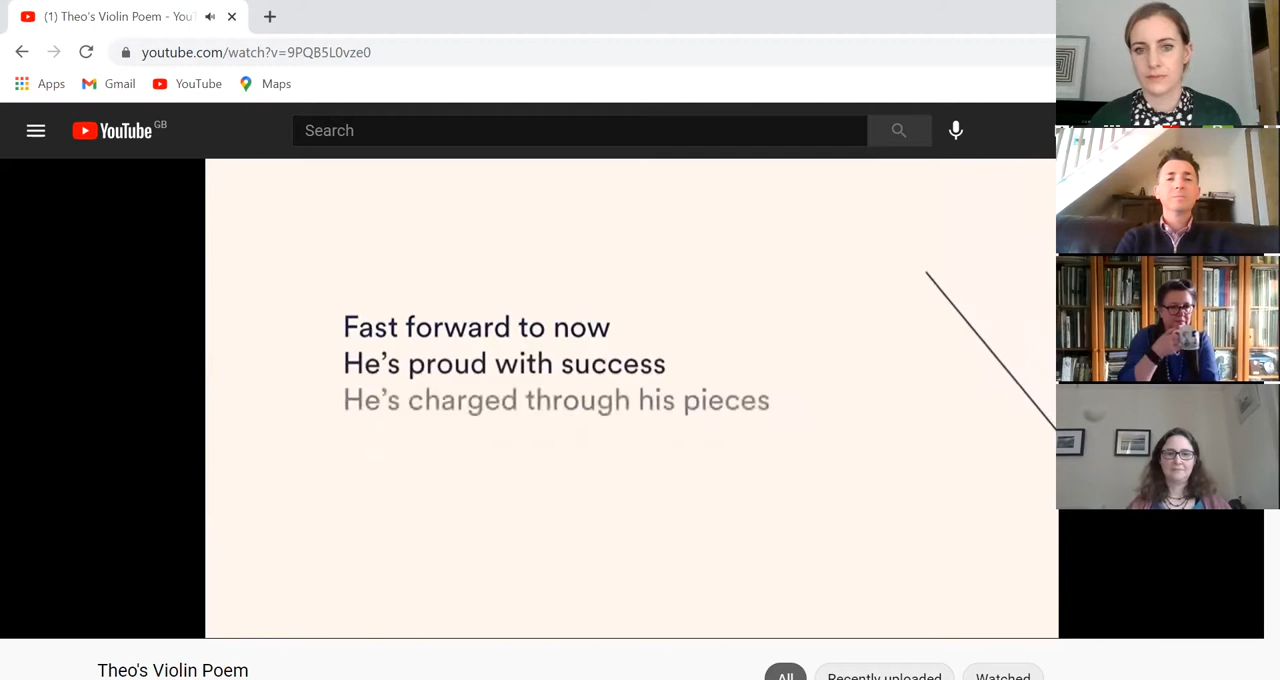 (1) Theo's Violin Poem - YouT
youtube.com/watch?v=9PQB5L0vze0
Apps Gmail YouTube Maps
YouTube GB
Search
Fast forward to now
He's proud with success
He's charged through his pieces
Theo's Violin Poem
All Recently uploaded Watched